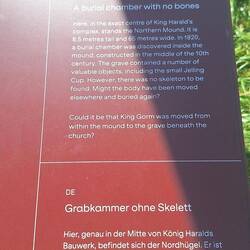 A burial chamber with no bones
Here, in the exact centre of King Harald's
complex, stands the Northern Mound. It is
8.5 metres tall and 65 metres wide. In 1820,
a burial chamber was discovered inside the
mound, constructed in the middle of the 10th
century. The grave contained a number of
valuable objects, including the small Jelling
Cup. However, there was no skeleton to be
found. Might the body have been moved
elsewhere and buried again?
Could it be that King Gorm was moved from
within the mound to the grave beneath the
church?
DE
Grabkammer ohne Skelett
Hier, genau in der Mitte von König Haralds
Bauwerk, befindet sich der Nordhügel. Er ist